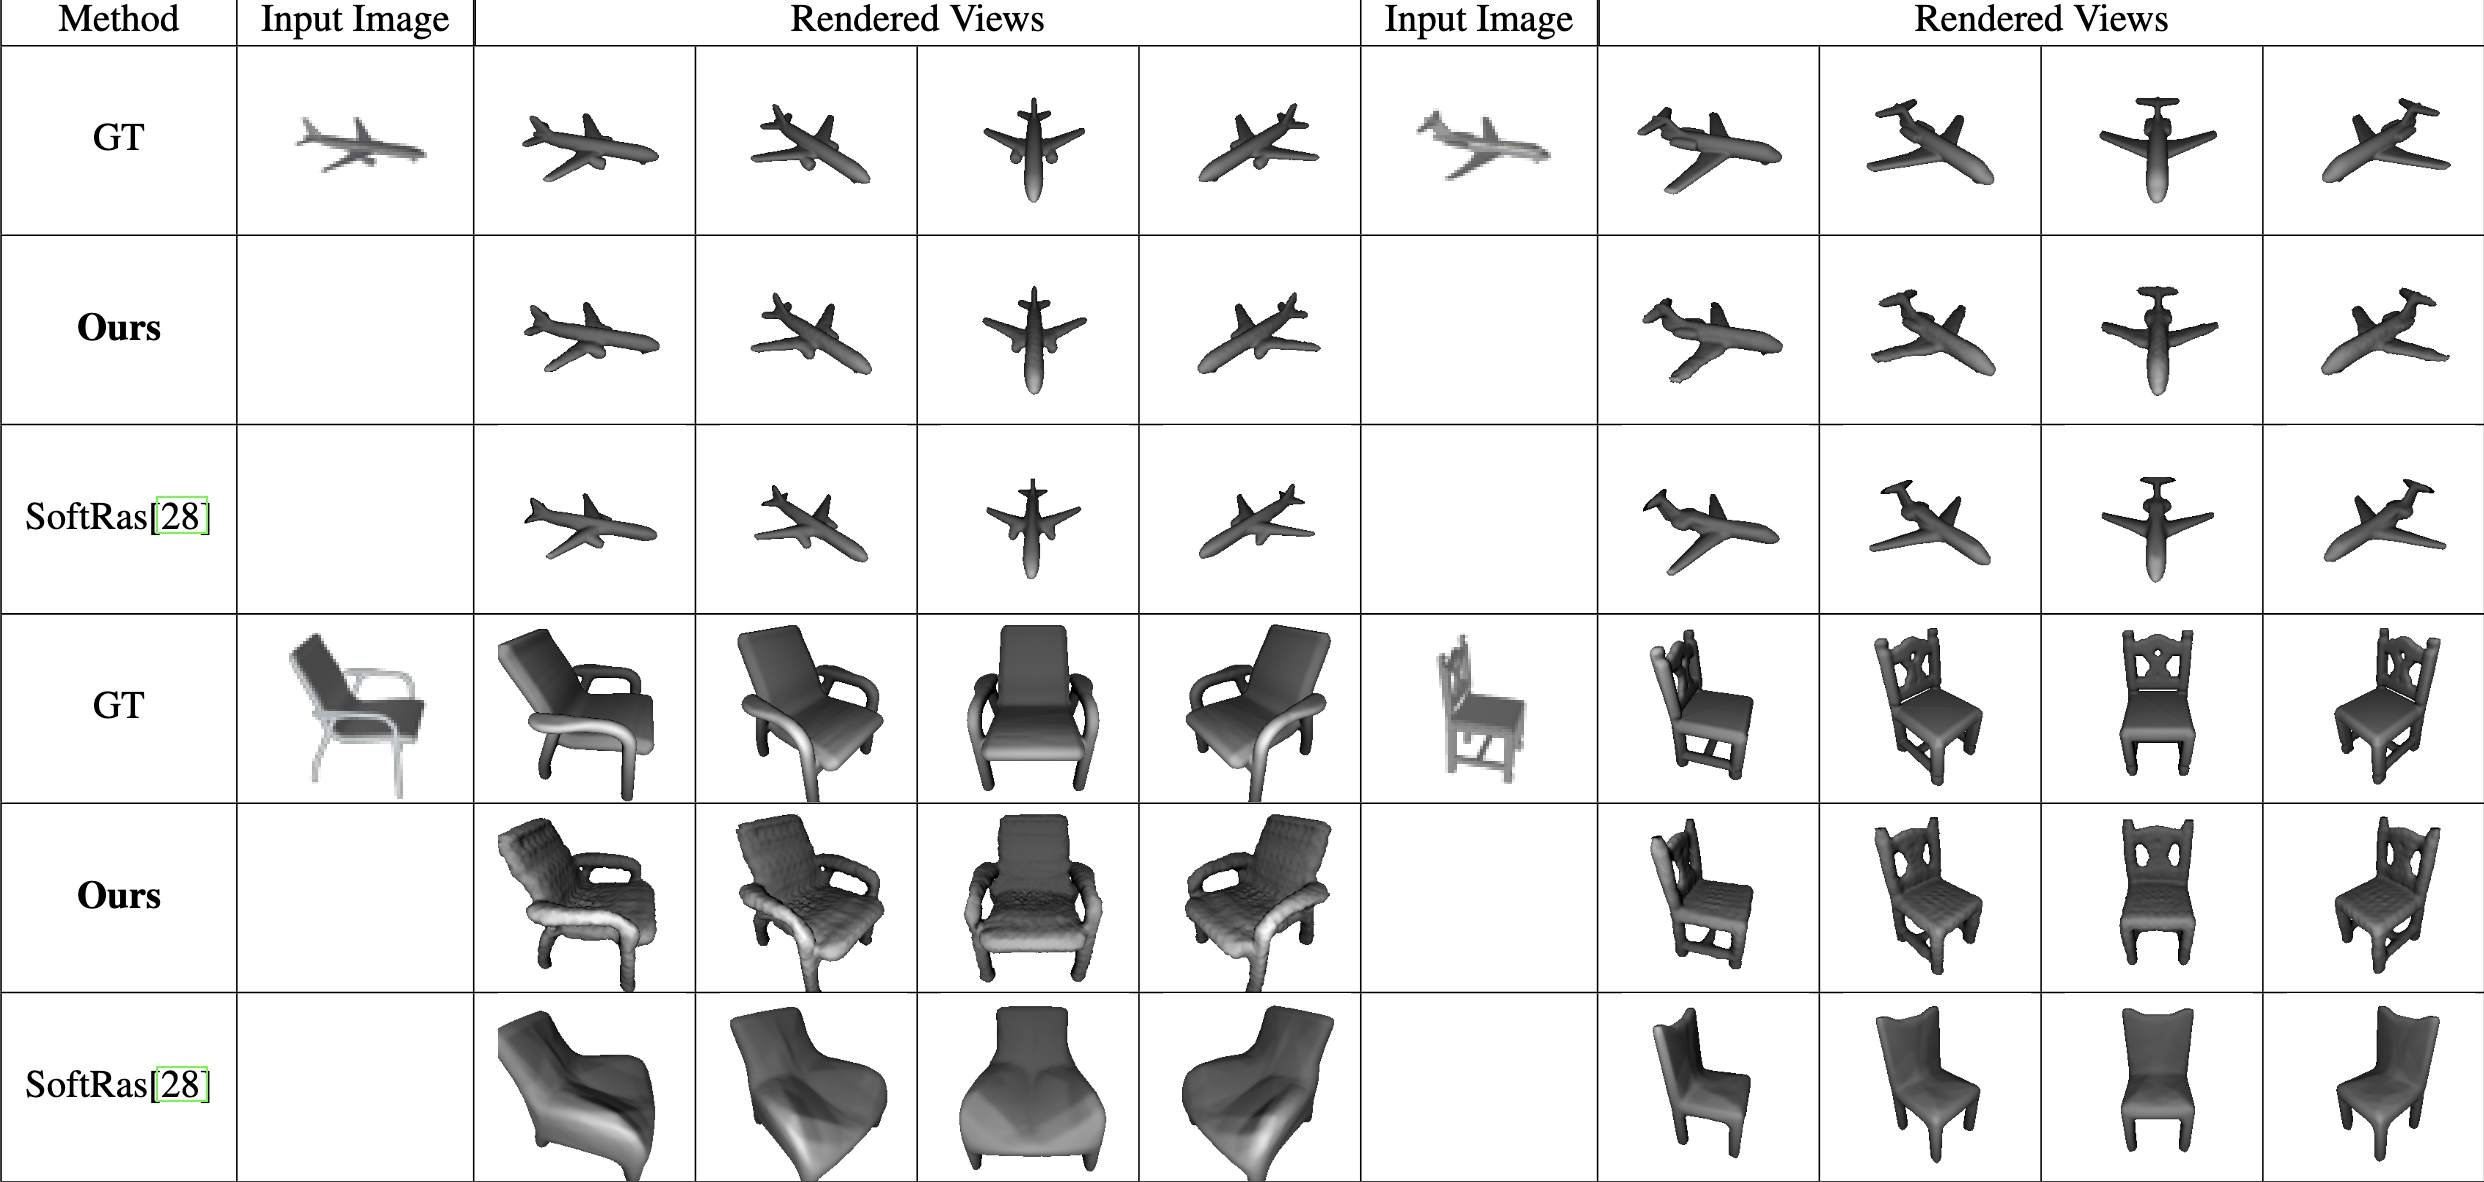 Method Input Image Rendered Views Input Image Rendered Views
GT
Ours
SoftRas[28]
GT
Ours
SoftRas[28]